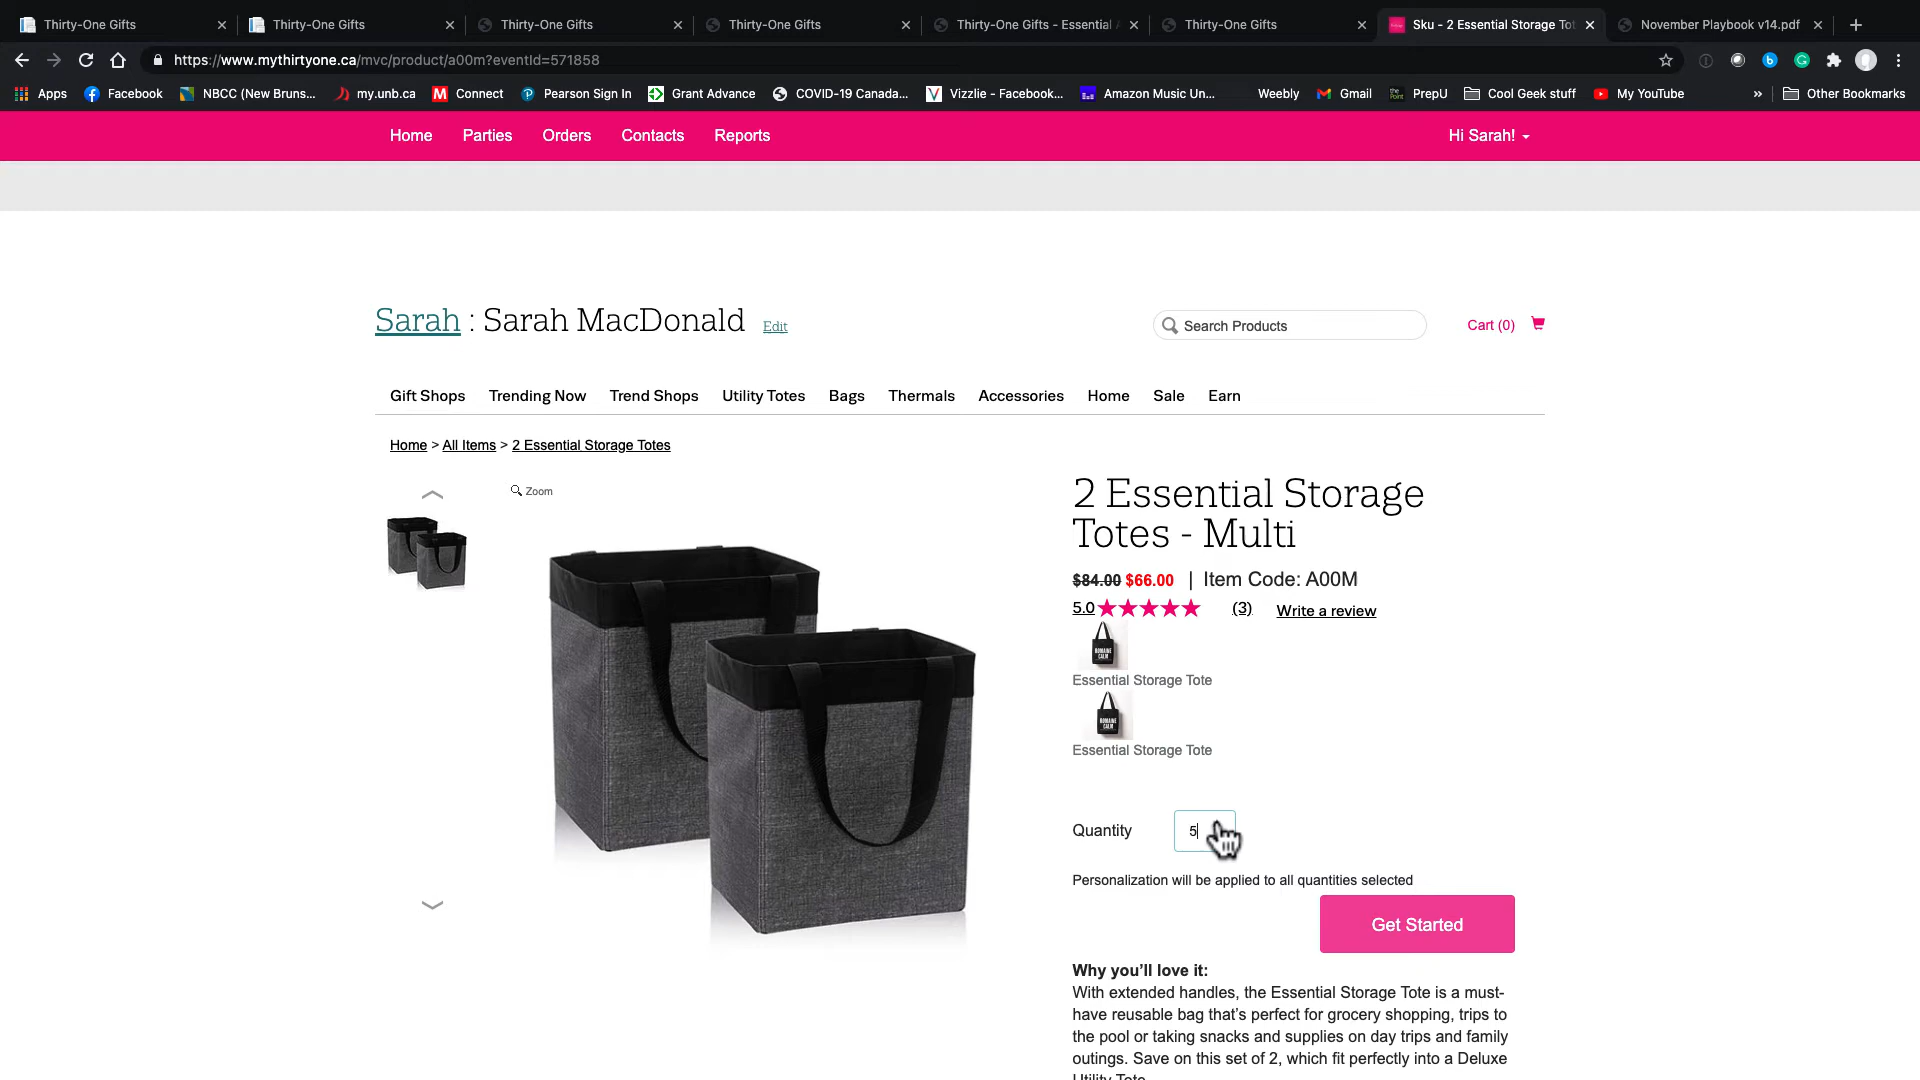 Thirty-One Gifts
Thirty-One Gifts
Thirty-One Gifts
Thirty-One Gifts
Thirty-One Gifts - Essential
Thirty-One Gifts
Sku - 2 Essential Storage Tot
November Playbook v14.pdf
https://www.mythirtyone.ca/mvc/product/a00m?eventId=571858
Apps
Facebook
NBCC (New Bruns...
my.unb.ca
M Connect
Pearson Sign In
Grant Advance
COVID-19 Canada...
Vizzlie - Facebook...
Amazon Music Un...
Weebly
Gmail
PrepU
Cool Geek stuff
My YouTube
»
Other Bookmarks
Home Parties Orders Contacts Reports
Hi Sarah!
Sarah : Sarah MacDonald Edit
Search Products
Cart (0)
Gift Shops Trending Now Trend Shops Utility Totes Bags Thermals Accessories Home Sale Earn
Home > All Items > 2 Essential Storage Totes
Zoom
2 Essential Storage
Totes - Multi
$84.00 $66.00 | Item Code: A00M
5.0 ★★★★★ (3) Write a review
ROMAINE
CALM
Essential Storage Tote
ROMAINE
CALM
Essential Storage Tote
Quantity 5
Personalization will be applied to all quantities selected
Get Started
Why you’ll love it:
With extended handles, the Essential Storage Tote is a must-
have reusable bag that’s perfect for grocery shopping, trips to
the pool or taking snacks and supplies on day trips and family
outings. Save on this set of 2, which fit perfectly into a Deluxe
Utility Tote.